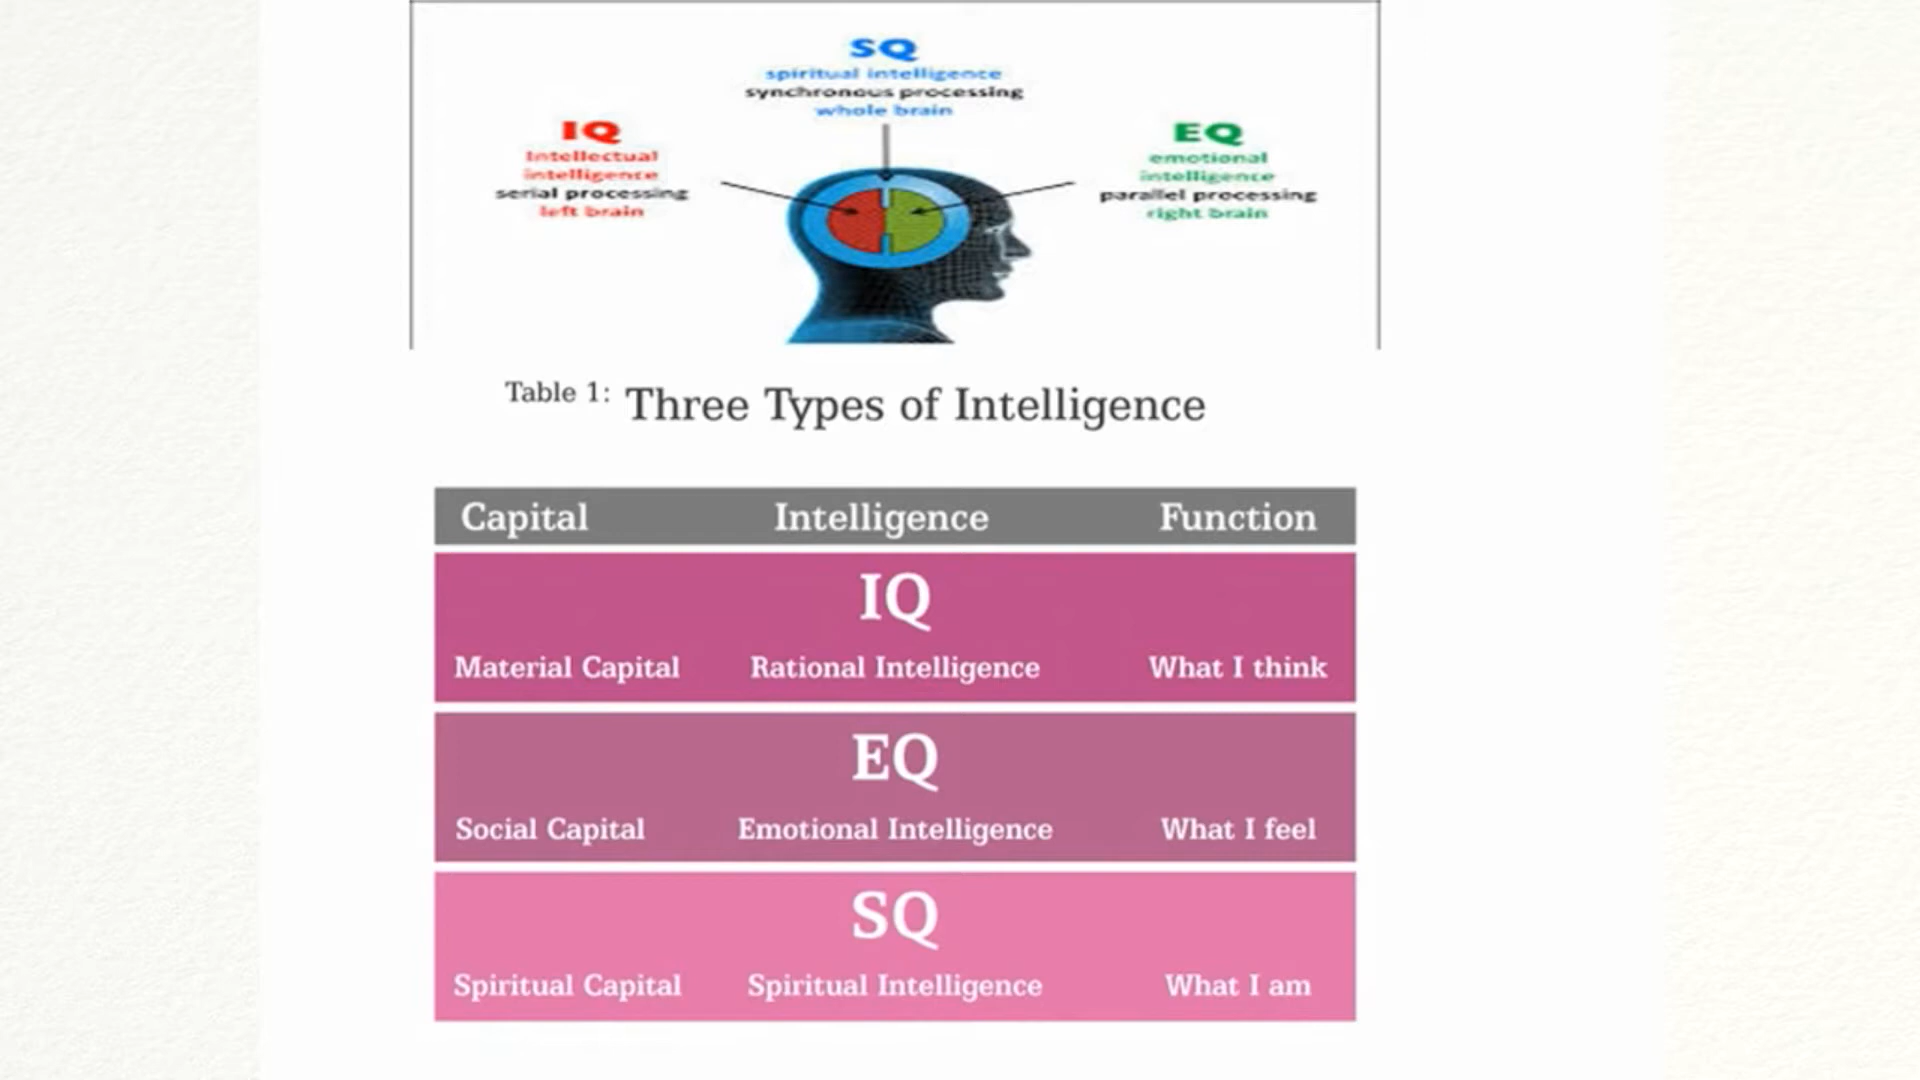 SQ
spiritual intelligence
synchronous processing
whole brain
IQ
Intellectual
intelligence
serial processing
left brain
EQ
emotional
intelligence
parallel processing
right brain
Table 1: Three Types of Intelligence
Capital Intelligence Function
IQ
Material Capital Rational Intelligence What I think
EQ
Social Capital Emotional Intelligence What I feel
SQ
Spiritual Capital Spiritual Intelligence What I am